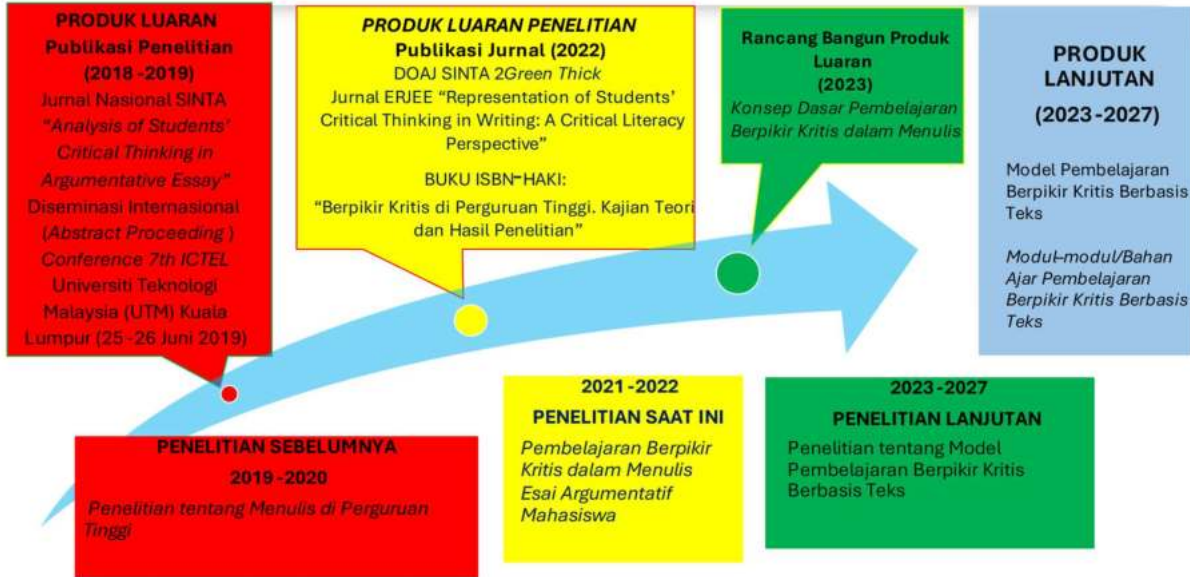 PRODUK LUARAN
Publikasi Penelitian
(2018 -2019)
Jurnal Nasional SINTA
“Analysis of Students’
Critical Thinking in
Argumentative Essay”
Diseminasi Internasional
(Abstract Proceeding )
Conference 7th ICTEL
Universiti Teknologi
Malaysia (UTM) Kuala
Lumpur (25 -26 Juni 2019)
PRODUK LUARAN PENELITIAN
Publikasi Jurnal (2022)
DOAJ SINTA 2Green Thick
Jurnal ERJEE “Representation of Students’
Critical Thinking in Writing: A Critical Literacy
Perspective”
BUKU ISBN-HAKI:
“Berpikir Kritis di Perguruan Tinggi. Kajian Teori
dan Hasil Penelitian”
Rancang Bangun Produk
Luaran
(2023)
Konsep Dasar Pembelajaran
Berpikir Kritis dalam Menulis
PRODUK
LANJUTAN
(2023 -2027)
Model Pembelajaran
Berpikir Kritis Berbasis
Teks
Modul-modul/Bahan
Ajar Pembelajaran
Berpikir Kritis Berbasis
Teks
PENELITIAN SEBELUMNYA
2019 -2020
Penelitian tentang Menulis di Perguruan
Tinggi
2021 -2022
PENELITIAN SAAT INI
Pembelajaran Berpikir
Kritis dalam Menulis
Esai Argumentatif
Mahasiswa
2023 -2027
PENELITIAN LANJUTAN
Penelitian tentang Model
Pembelajaran Berpikir Kritis
Berbasis Teks